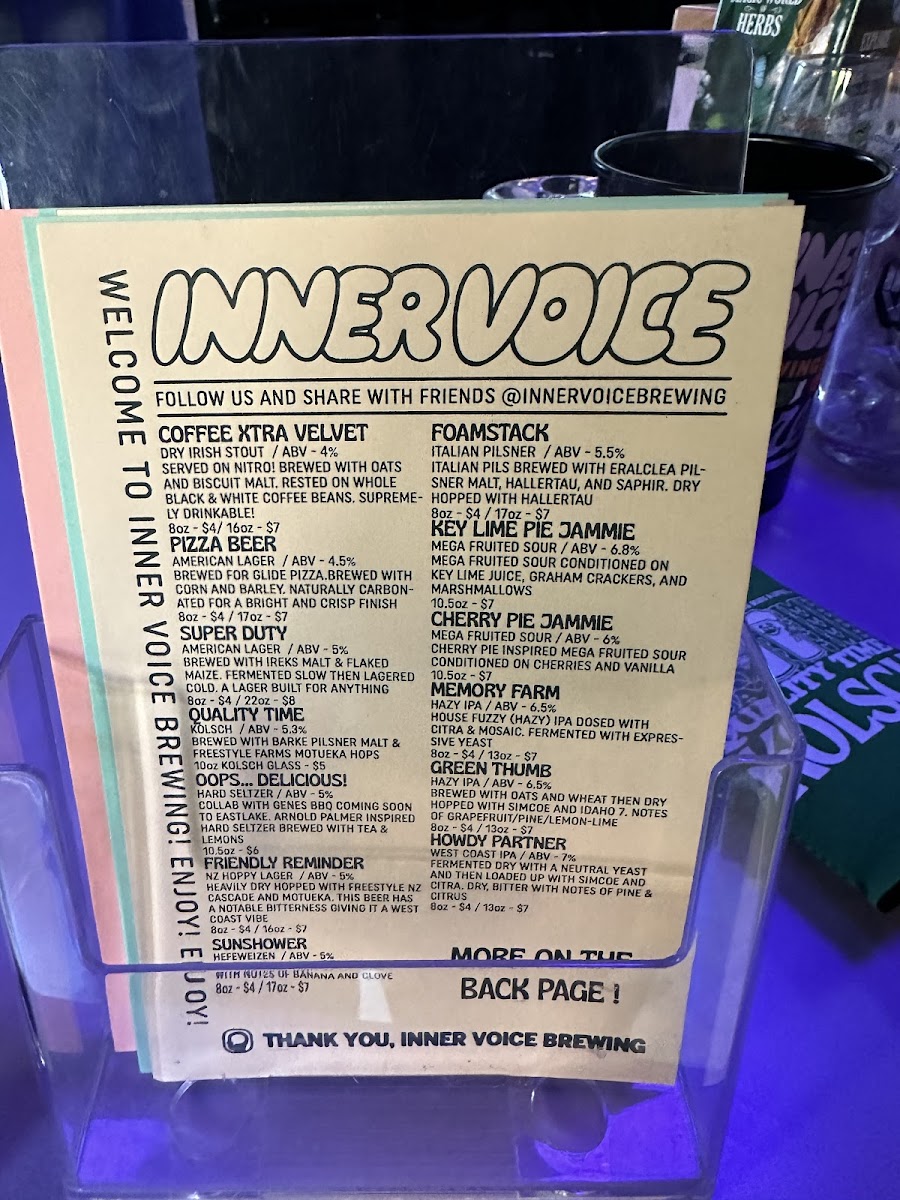 HERBS
WELCOME TO INNER VOICE BREWING! ENJOY! ENJOY!
INNER VOICE
FOLLOW US AND SHARE WITH FRIENDS @INNERVOICEBREWING
COFFEE XTRA VELVET
DRY IRISH STOUT / ABV - 4%
SERVED ON NITRO! BREWED WITH OATS
AND BISCUIT MALT. RESTED ON WHOLE
BLACK & WHITE COFFEE BEANS. SUPREME-
LY DRINKABLE!
8oz - $4/ 16oz - $7
PIZZA BEER
AMERICAN LAGER / ABV - 4.5%
BREWED FOR GLIDE PIZZA.BREWED WITH
CORN AND BARLEY. NATURALLY CARBON-
ATED FOR A BRIGHT AND CRISP FINISH
8oz - $4 / 17oz - $7
SUPER DUTY
AMERICAN LAGER / ABV - 5%
BREWED WITH IREKS MALT & FLAKED
MAIZE. FERMENTED SLOW THEN LAGERED
COLD. A LAGER BUILT FOR ANYTHING
8oz - $4 / 22oz - $8
QUALITY TIME
KOLSCH / ABV - 5.3%
BREWED WITH BARKE PILSNER MALT &
FREESTYLE FARMS MOTUEKA HOPS
10oz KOLSCH GLASS - $5
OOPS... DELICIOUS!
HARD SELTZER / ABV - 5%
COLLAB WITH GENES BBQ COMING SOON
TO EASTLAKE. ARNOLD PALMER INSPIRED
HARD SELTZER BREWED WITH TEA &
LEMONS
10.5oz - $6
FRIENDLY REMINDER
NZ HOPPY LAGER / ABV - 5%
HEAVILY DRY HOPPED WITH FREESTYLE NZ
CASCADE AND MOTUEKA. THIS BEER HAS
A NOTABLE BITTERNESS GIVING IT A WEST
COAST VIBE
8oz - $4 / 16oz - $7
SUNSHOWER
HEFEWEIZEN / ABV - 5%
WITH NOTES OF BANANA AND CLOVE
8oz - $4 / 17oz - $7
FOAMSTACK
ITALIAN PILSNER / ABV - 5.5%
ITALIAN PILS BREWED WITH ERALCLEA PIL-
SNER MALT, HALLERTAU, AND SAPHIR. DRY
HOPPED WITH HALLERTAU
8oz - $4 / 17oz - $7
KEY LIME PIE JAMMIE
MEGA FRUITED SOUR / ABV - 6.8%
MEGA FRUITED SOUR CONDITIONED ON
KEY LIME JUICE, GRAHAM CRACKERS, AND
MARSHMALLOWS
10.5oz - $7
CHERRY PIE JAMMIE
MEGA FRUITED SOUR / ABV - 6%
CHERRY PIE INSPIRED MEGA FRUITED SOUR
CONDITIONED ON CHERRIES AND VANILLA
10.5oz - $7
MEMORY FARM
HAZY IPA / ABV - 6.5%
HOUSE FUZZY (HAZY) IPA DOSED WITH
CITRA & MOSAIC. FERMENTED WITH EXPRES-
SIVE YEAST
8oz - $4 / 13oz - $7
GREEN THUMB
HAZY IPA / ABV - 6.5%
BREWED WITH OATS AND WHEAT THEN DRY
HOPPED WITH SIMCOE AND IDAHO 7. NOTES
OF GRAPEFRUIT/PINE/LEMON-LIME
8oz - $4 / 13oz - $7
HOWDY PARTNER
WEST COAST IPA / ABV - 7%
FERMENTED DRY WITH A NEUTRAL YEAST
AND THEN LOADED UP WITH SIMCOE AND
CITRA. DRY, BITTER WITH NOTES OF PINE &
CITRUS
8oz - $4 / 13oz - $7
MORE ON THE
BACK PAGE !
THANK YOU, INNER VOICE BREWING